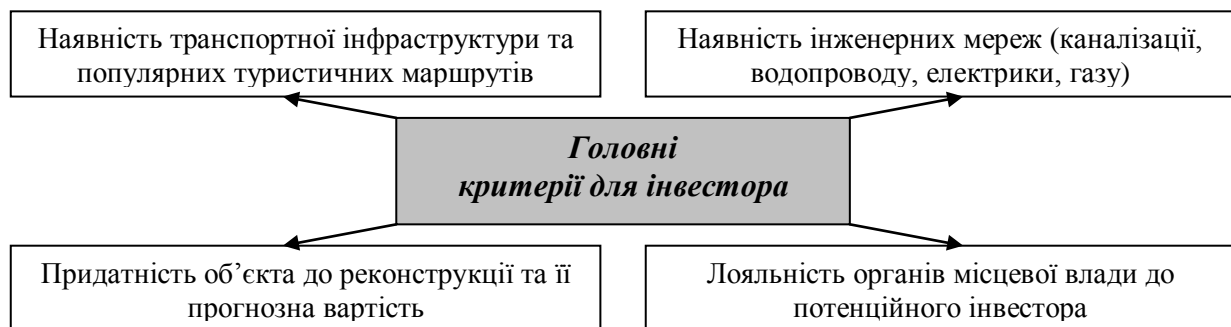 Наявність транспортної інфраструктури та
популярних туристичних маршрутів
Наявність інженерних мереж (каналізації,
водопроводу, електрики, газу)
Головні
критерії для інвестора
Придатність об’єкта до реконструкції та її
прогнозна вартість
Лояльність органів місцевої влади до
потенційного інвестора